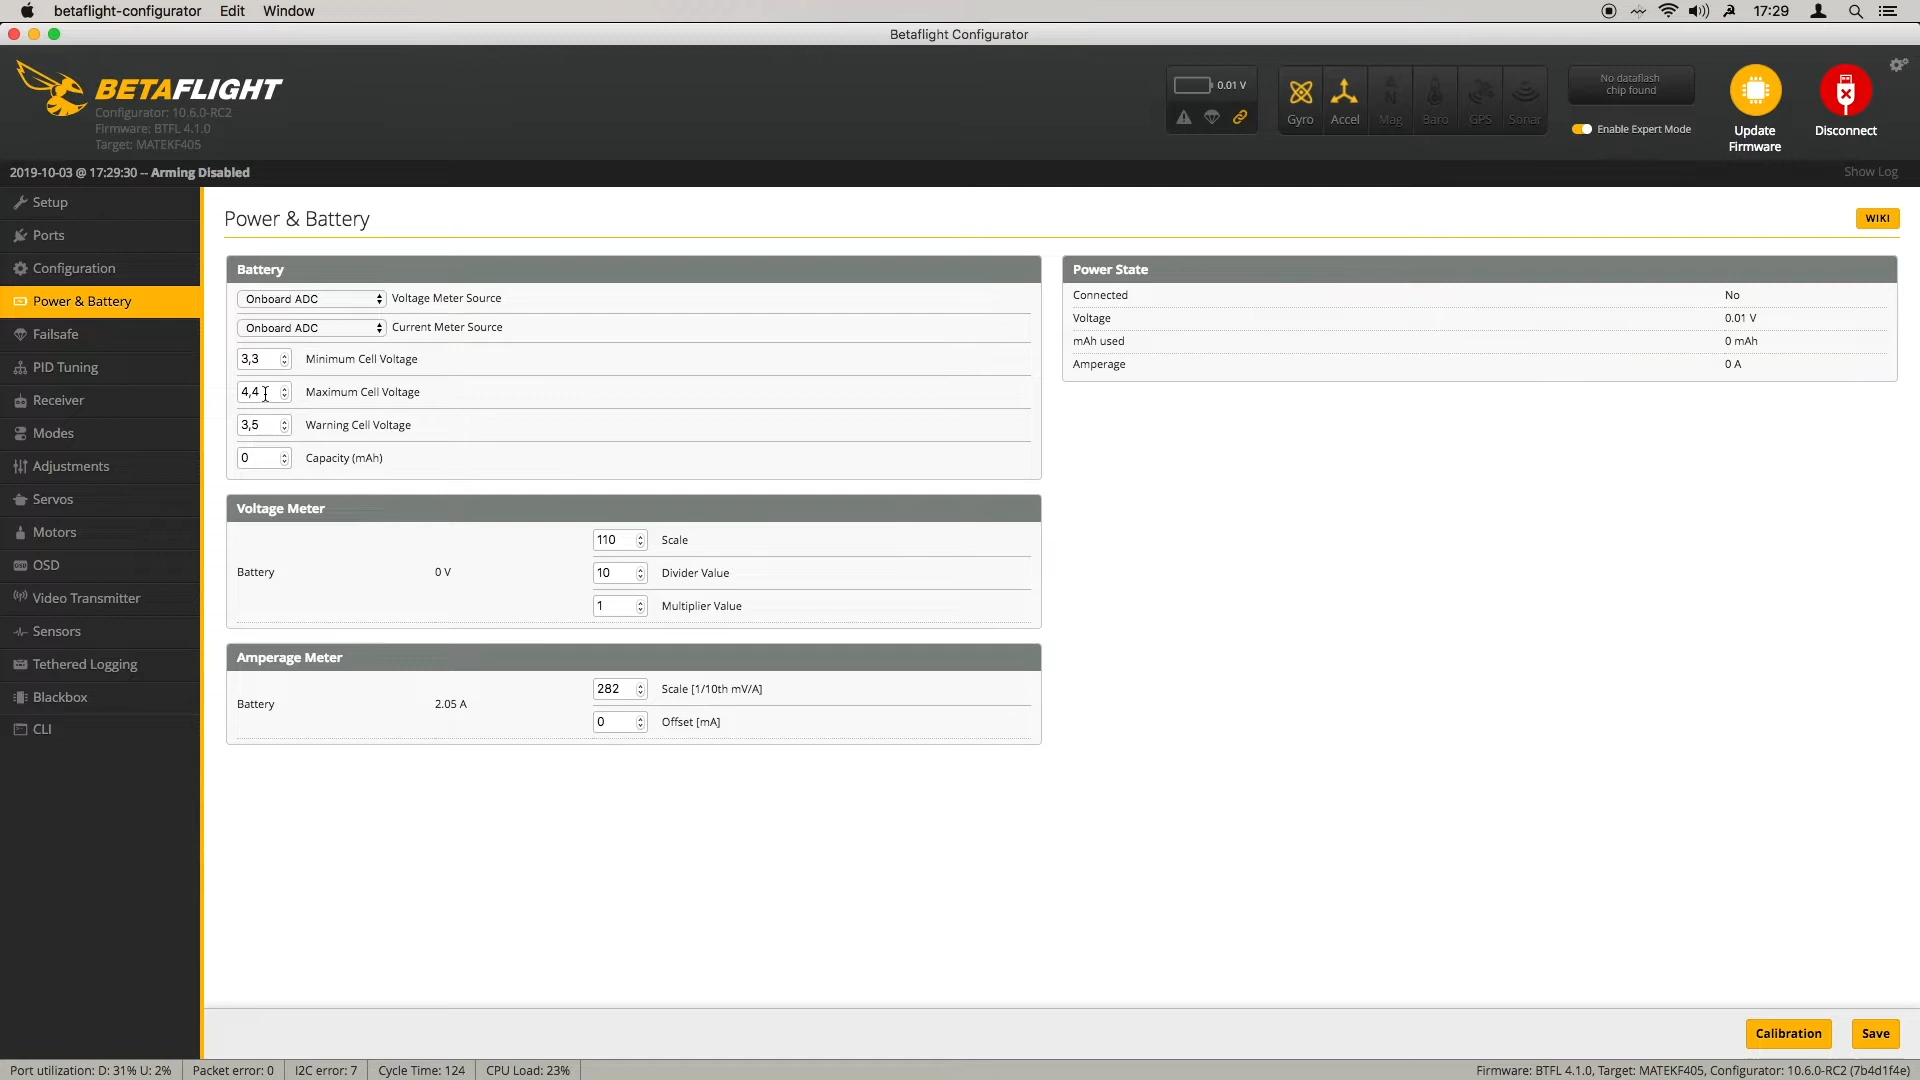 betaflight-configurator Edit Window 17:29
Betaflight Configurator
BETAFLIGHT
Configurator: 10.6.0-RC2
Firmware: BTFL 4.1.0
Target: MATEKF405
0.01 V
Gyro Accel Mag Baro GPS Sonar
No dataflash
chip found
Enable Expert Mode
Update
Firmware
Disconnect
2019-10-03 @ 17:29:30 -- Arming Disabled
Show Log
Setup
Ports
Configuration
Power & Battery
Failsafe
PID Tuning
Receiver
Modes
Adjustments
Servos
Motors
OSD
Video Transmitter
Sensors
Tethered Logging
Blackbox
CLI
Power & Battery
WIKI
Battery
Onboard ADC Voltage Meter Source
Onboard ADC Current Meter Source
3,3 Minimum Cell Voltage
4,4 Maximum Cell Voltage
3,5 Warning Cell Voltage
0 Capacity (mAh)
Power State
Connected No
Voltage 0.01 V
mAh used 0 mAh
Amperage 0 A
Voltage Meter
Battery 0 V
110 Scale
10 Divider Value
1 Multiplier Value
Amperage Meter
Battery 2.05 A
282 Scale [1/10th mV/A]
0 Offset [mA]
Calibration
Save
Port utilization: D: 31% U: 2% Packet error: 0 I2C error: 7 Cycle Time: 124 CPU Load: 23%
Firmware: BTFL 4.1.0, Target: MATEKF405, Configurator: 10.6.0-RC2 (7b4d1f4e)